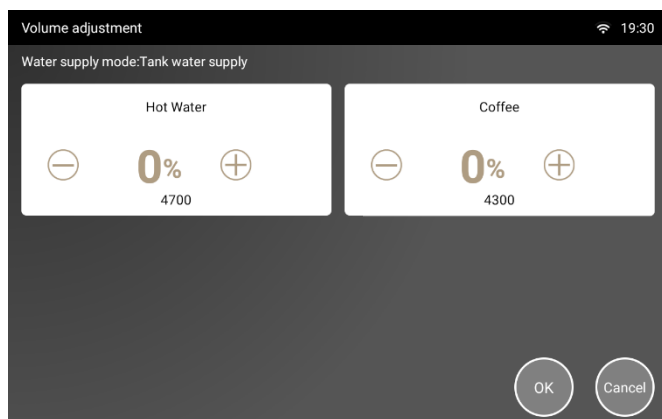 Volume adjustment
19:30
Water supply mode:Tank water supply
Hot Water
0%
4700
Coffee
0%
4300
OK
Cancel